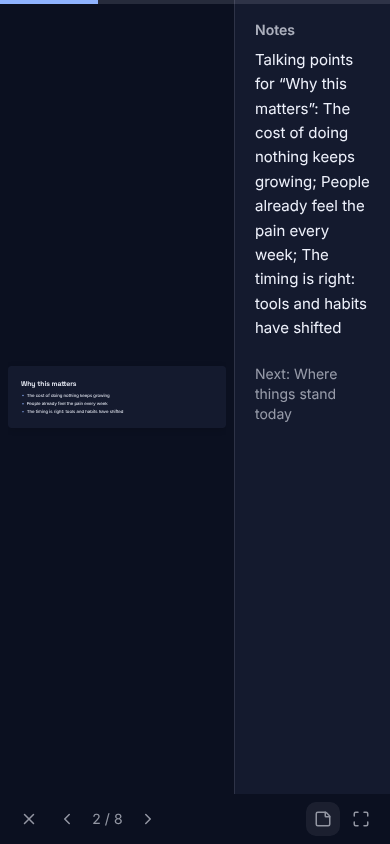 Notes
Talking points
for “Why this
matters”: The
cost of doing
nothing keeps
growing; People
already feel the
pain every
week; The
timing is right:
tools and habits
have shifted
Next: Where
things stand
today
Why this matters
The cost of doing nothing keeps growing
People already feel the pain every week
The timing is right: tools and habits have shifted
2 / 8